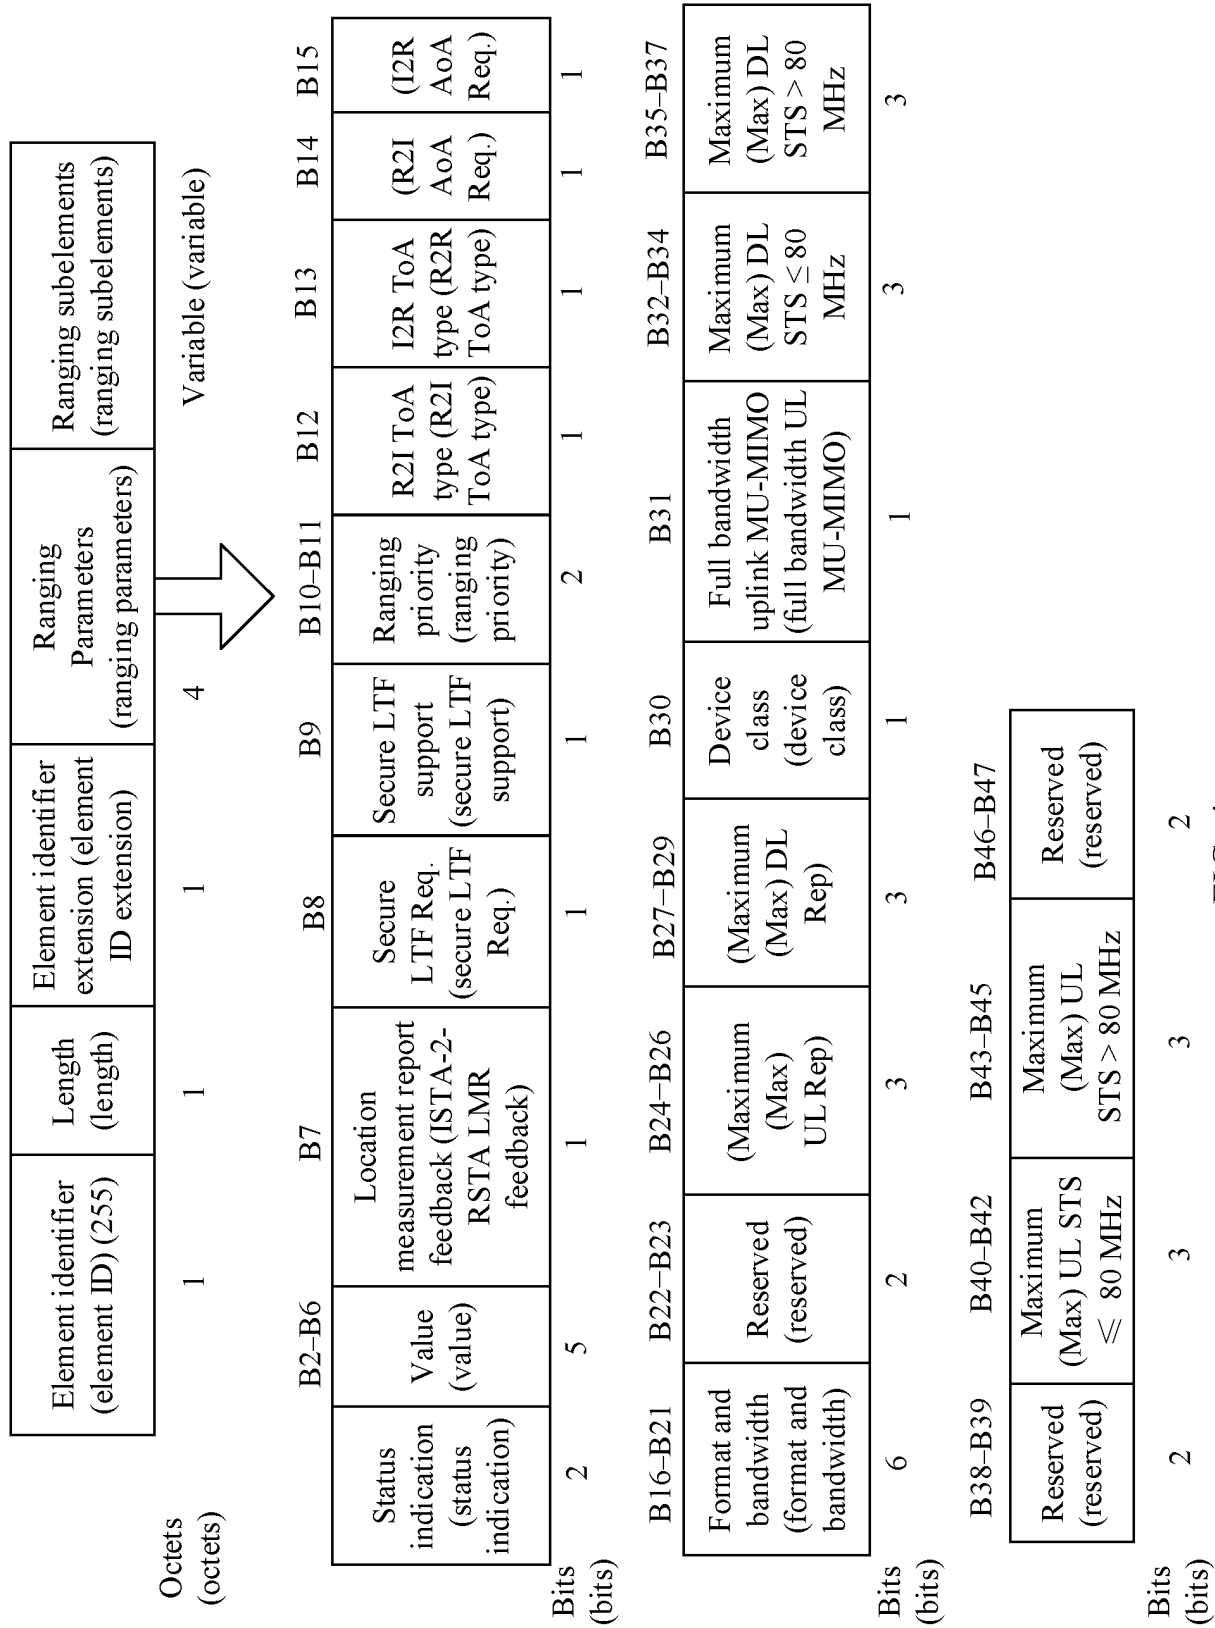 Element identifier
(element ID) (255)
Length
(length)
Element identifier
extension (element
ID extension)
Ranging
Parameters
(ranging parameters)
Ranging subelements
(ranging subelements)
Octets
(octets)
1
1
1
4
Variable (variable)
B2–B6
B7
B8
B9
B10–B11
B12
B13
B14
B15
Status
indication
(status
indication)
Value
(value)
Location
measurement report
feedback (ISTA-2-
RSTA LMR
feedback)
Secure
LTF Req.
(secure LTF
Req.)
Secure LTF
support
(secure LTF
support)
Ranging
priority
(ranging
priority)
R2I ToA
type (R2I
ToA type)
I2R ToA
type (R2R
ToA type)
(R2I
AoA
Req.)
(I2R
AoA
Req.)
Bits
(bits)
2
5
1
1
1
2
1
1
1
1
B16–B21
B22–B23
B24–B26
B27–B29
B30
B31
B32–B34
B35–B37
Format and
bandwidth
(format and
bandwidth)
Reserved
(reserved)
(Maximum
(Max)
UL Rep)
(Maximum
(Max) DL
Rep)
Device
class
(device
class)
Full bandwidth
uplink MU-MIMO
(full bandwidth UL
MU-MIMO)
Maximum
(Max) DL
STS ≤ 80
MHz
Maximum
(Max) DL
STS > 80
MHz
Bits
(bits)
6
2
3
3
1
1
3
3
B38–B39
B40–B42
B43–B45
B46–B47
Reserved
(reserved)
Maximum
(Max) UL STS
≤ 80 MHz
Maximum
(Max) UL
STS > 80 MHz
Reserved
(reserved)
Bits
(bits)
2
3
3
2